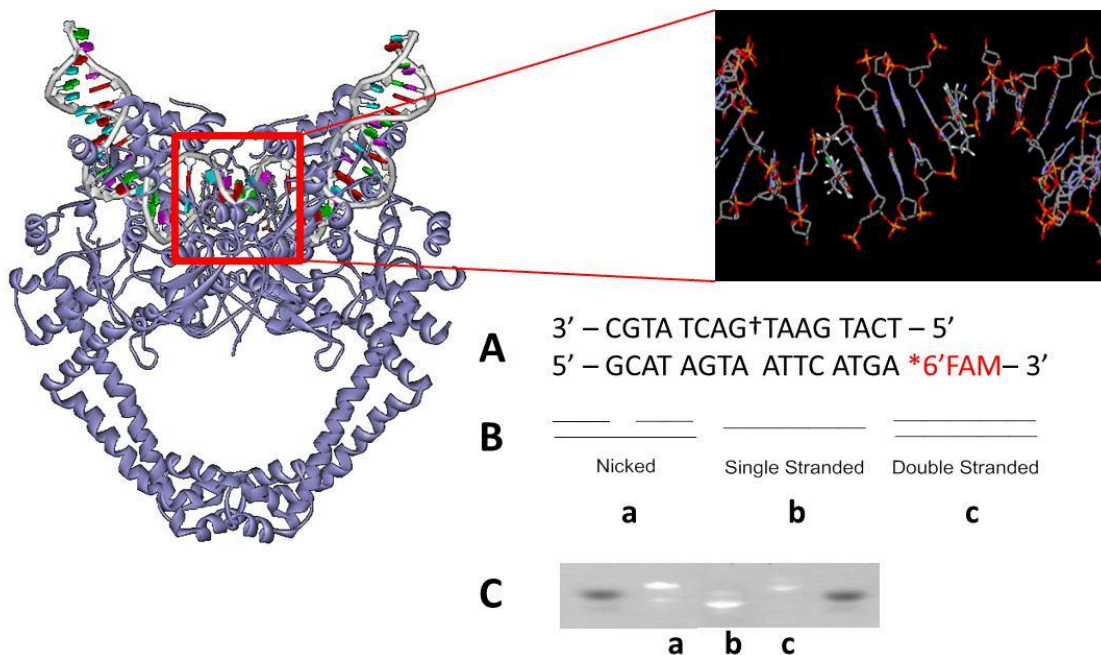 A
3’ – CGTA TCAG†TAAG TACT – 5’
5’ – GCAT AGTA ATTC ATGA *6’FAM– 3’
B
Nicked Single Stranded Double Stranded
a b c
C
a b c